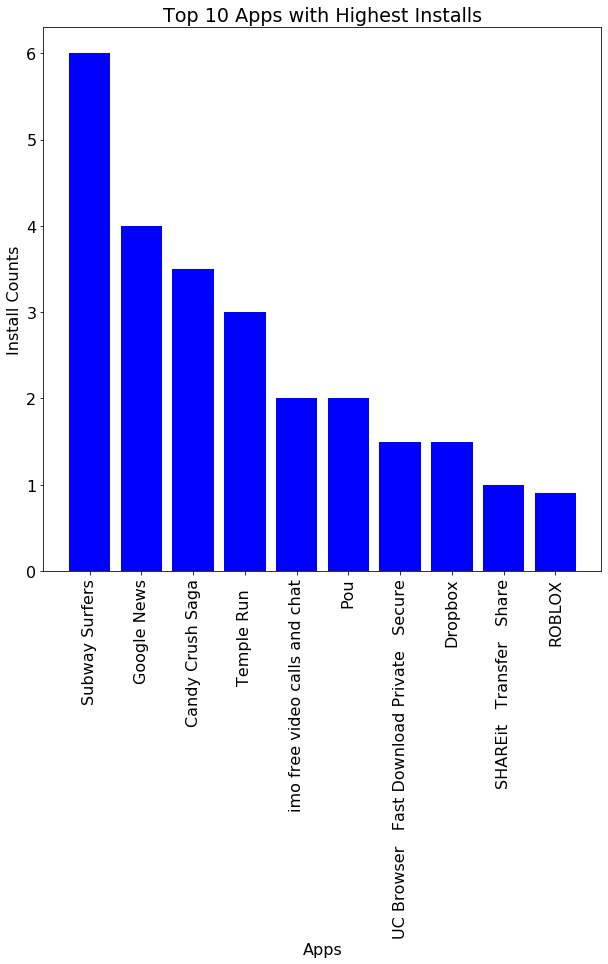 Top 10 Apps with Highest Installs
Install Counts
6
5
4
3
2
1
0
Subway Surfers
Google News
Candy Crush Saga
Temple Run
imo free video calls and chat
Pou
UC Browser   Fast Download Private   Secure
Dropbox
SHAREit   Transfer   Share
ROBLOX
Apps